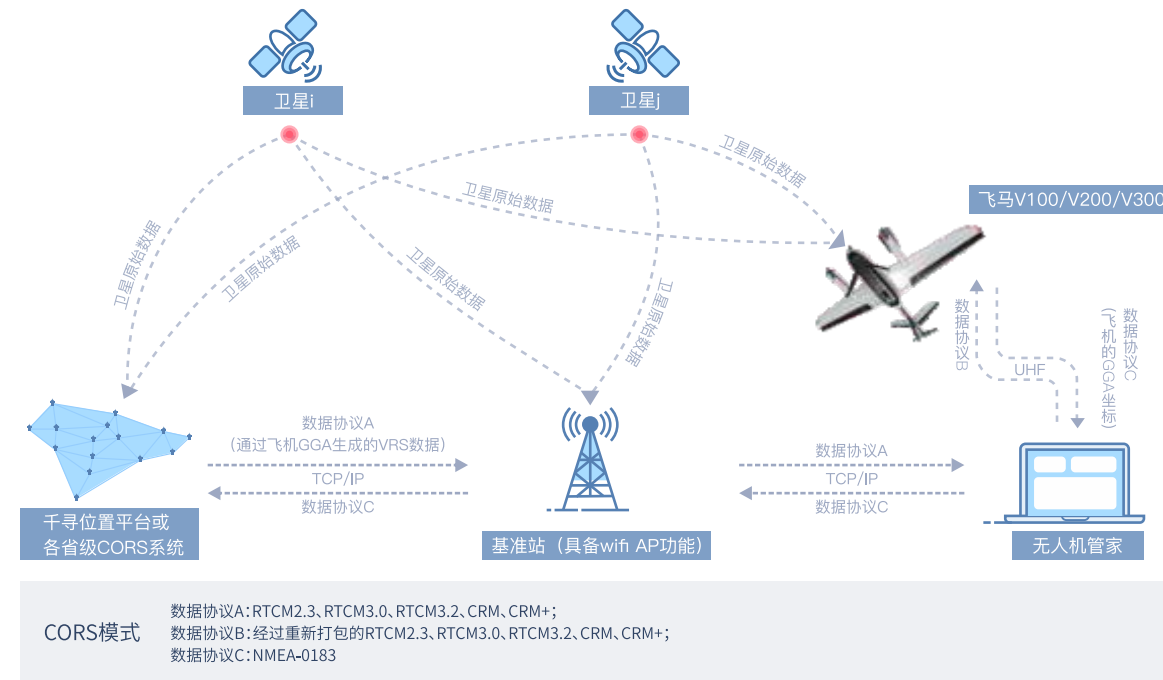 卫星i
卫星j
卫星原始数据
卫星原始数据
飞马V100/V200/V300
卫星原始数据
卫星原始数据
卫星原始数据
卫星原始数据
数据协议B
UHF
数据协议C
(飞机的GGA坐标)
数据协议A
（通过飞机GGA生成的VRS数据）
TCP/IP
数据协议C
数据协议A
TCP/IP
数据协议C
千寻位置平台或
各省级CORS系统
基准站（具备wifi AP功能）
无人机管家
CORS模式
数据协议A：RTCM2.3、RTCM3.0、RTCM3.2、CRM、CRM+；
数据协议B：经过重新打包的RTCM2.3、RTCM3.0、RTCM3.2、CRM、CRM+；
数据协议C：NMEA-0183